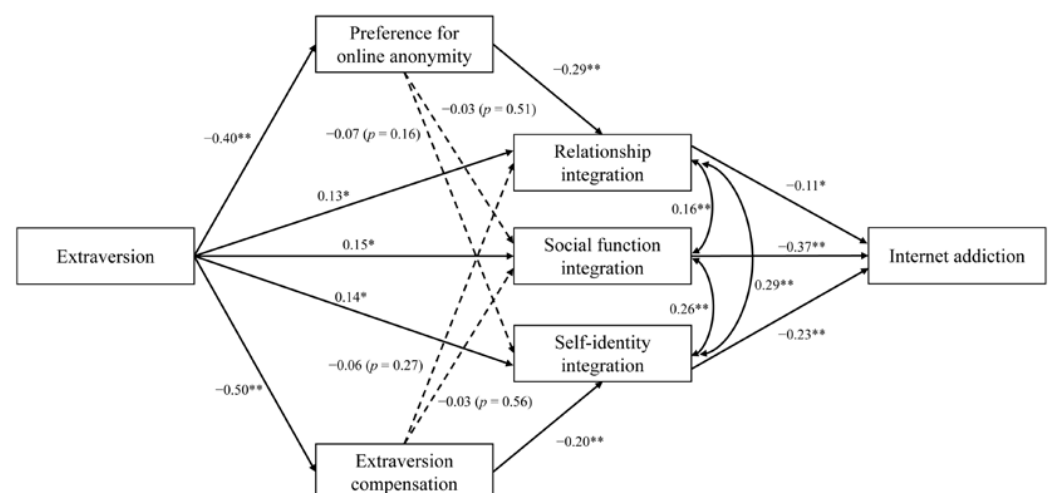 Preference for
online anonymity
−0.29**
−0.03 (p = 0.51)
−0.07 (p = 0.16)
−0.40**
Relationship
integration
−0.11*
0.13*
0.16**
Extraversion
0.15*
Social function
integration
−0.37**
Internet addiction
0.29**
0.14*
0.26**
Self-identity
integration
−0.23**
−0.06 (p = 0.27)
−0.50**
−0.03 (p = 0.56)
−0.20**
Extraversion
compensation